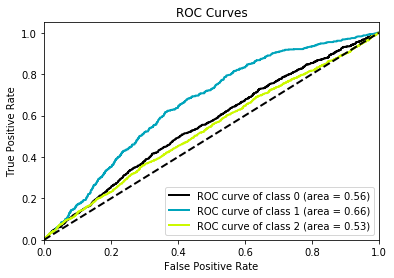 ROC Curves
True Positive Rate
1.0
0.8
0.6
0.4
0.2
0.0
ROC curve of class 0 (area = 0.56)
ROC curve of class 1 (area = 0.66)
ROC curve of class 2 (area = 0.53)
0.0 0.2 0.4 0.6 0.8 1.0
False Positive Rate